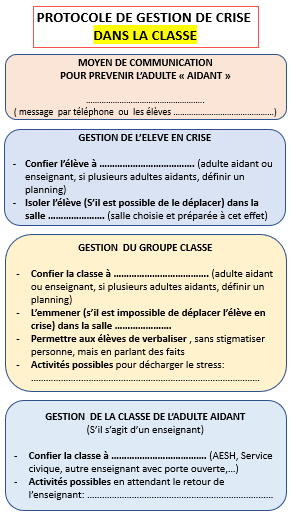 PROTOCOLE DE GESTION DE CRISE
DANS LA CLASSE
MOYEN DE COMMUNICATION
POUR PREVENIR L’ADULTE « AIDANT »
……………………………………………
( message par téléphone ou les élèves ……………………………………)
GESTION DE L’ELEVE EN CRISE
- Confier l’élève à ………………………………… (adulte aidant ou
enseignant, si plusieurs adultes aidants, définir un
planning)
- Isoler l’élève (S’il est possible de le déplacer) dans la
salle ………………….. (salle choisie et préparée à cet effet)
GESTION DU GROUPE CLASSE
- Confier la classe à ………………………………… (adulte aidant
ou enseignant, si plusieurs adultes aidants, définir un
planning)
- L’emmener (s’il est impossible de déplacer l’élève en
crise) dans la salle …………………..
- Permettre aux élèves de verbaliser , sans stigmatiser
personne, mais en parlant des faits
- Activités possibles pour décharger le stress:
……………………………………………………………………………………
GESTION DE LA CLASSE DE L’ADULTE AIDANT
(S’il s’agit d’un enseignant)
- Confier la classe à ………………………………… (AESH, Service
civique, autre enseignant avec porte ouverte,…)
- Activités possibles en attendant le retour de
l’enseignant: ……………………………………………………………